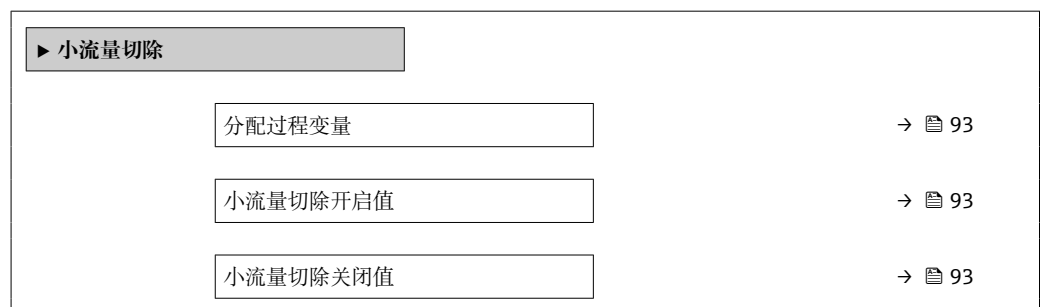 ▶ 小流量切除
分配过程变量 → 93
小流量切除开启值 → 93
小流量切除关闭值 → 93